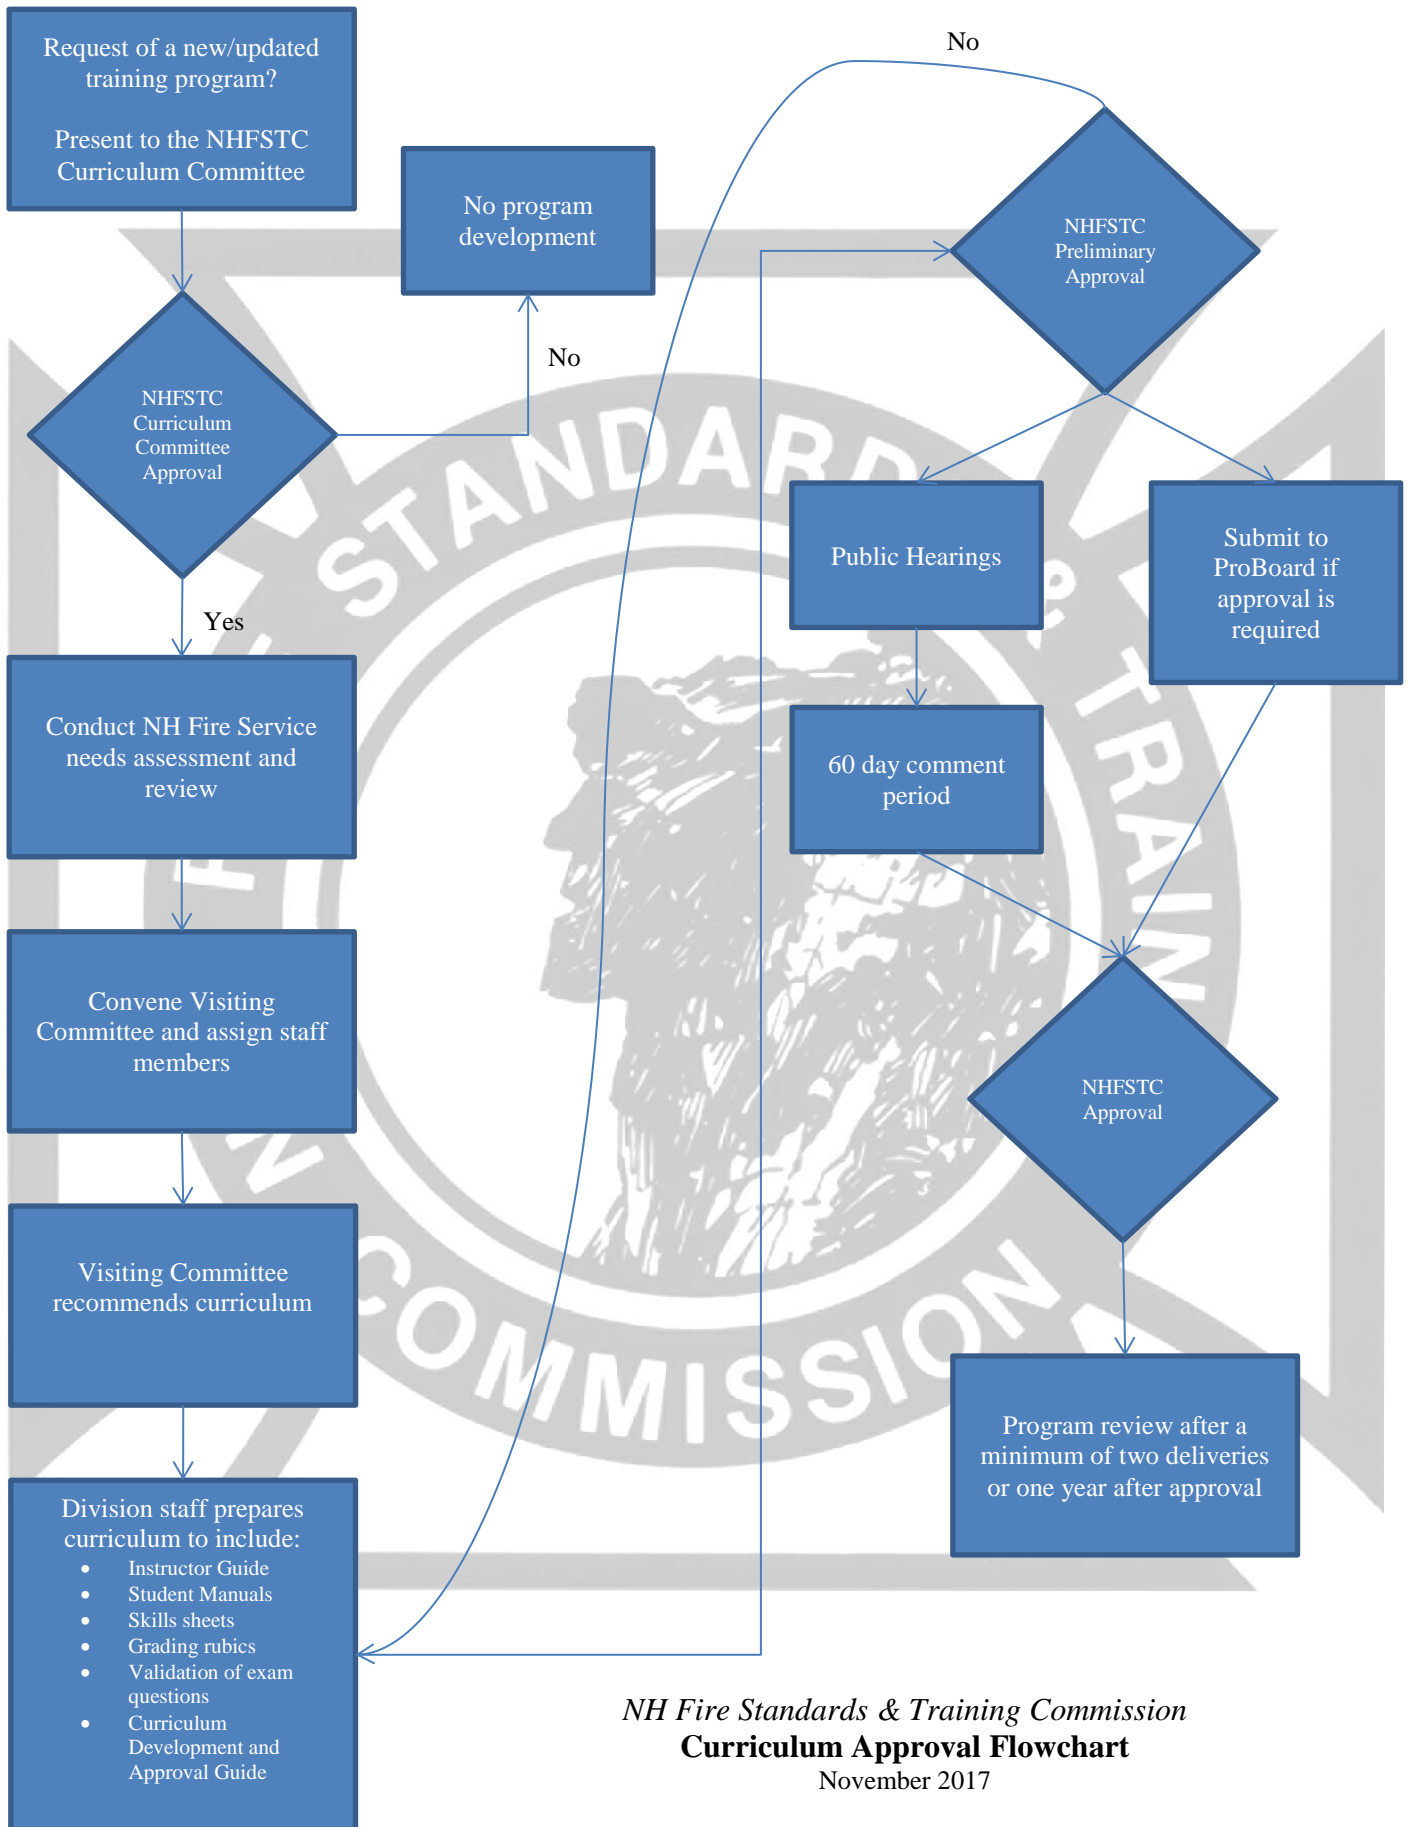 Request of a new/updated
training program?
Present to the NHFSTC
Curriculum Committee
No program
development
No
NHFSTC
Curriculum
Committee
Approval
Yes
Conduct NH Fire Service
needs assessment and
review
Convene Visiting
Committee and assign staff
members
Visiting Committee
recommends curriculum
Division staff prepares
curriculum to include:
• Instructor Guide
• Student Manuals
• Skills sheets
• Grading rubics
• Validation of exam
questions
• Curriculum
Development and
Approval Guide
No
NHFSTC
Preliminary
Approval
Public Hearings
Submit to
ProBoard if
approval is
required
60 day comment
period
NHFSTC
Approval
Program review after a
minimum of two deliveries
or one year after approval
STANDARD
& TRAIN
N COMMISSION
NH Fire Standards & Training Commission
Curriculum Approval Flowchart
November 2017